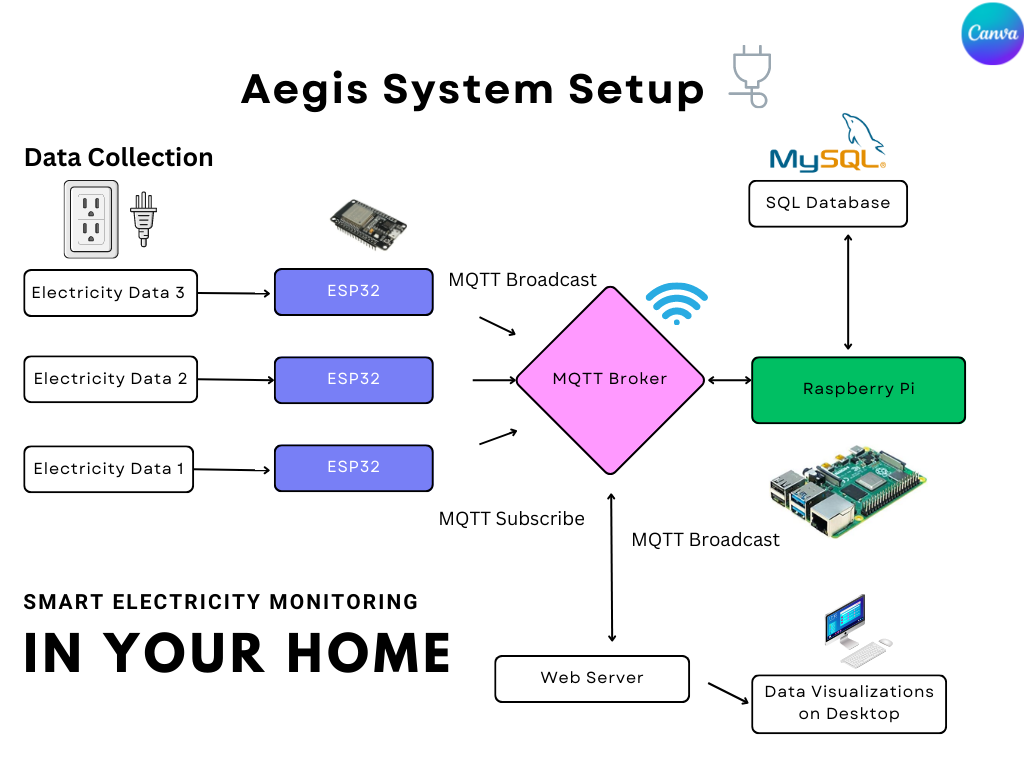 Canva
Aegis System Setup
Data Collection
MySQL®
SQL Database
Electricity Data 3
ESP32
MQTT Broadcast
Electricity Data 2
ESP32
MQTT Broker
Raspberry Pi
Electricity Data 1
ESP32
MQTT Subscribe
MQTT Broadcast
SMART ELECTRICITY MONITORING
IN YOUR HOME
Web Server
Data Visualizations
on Desktop